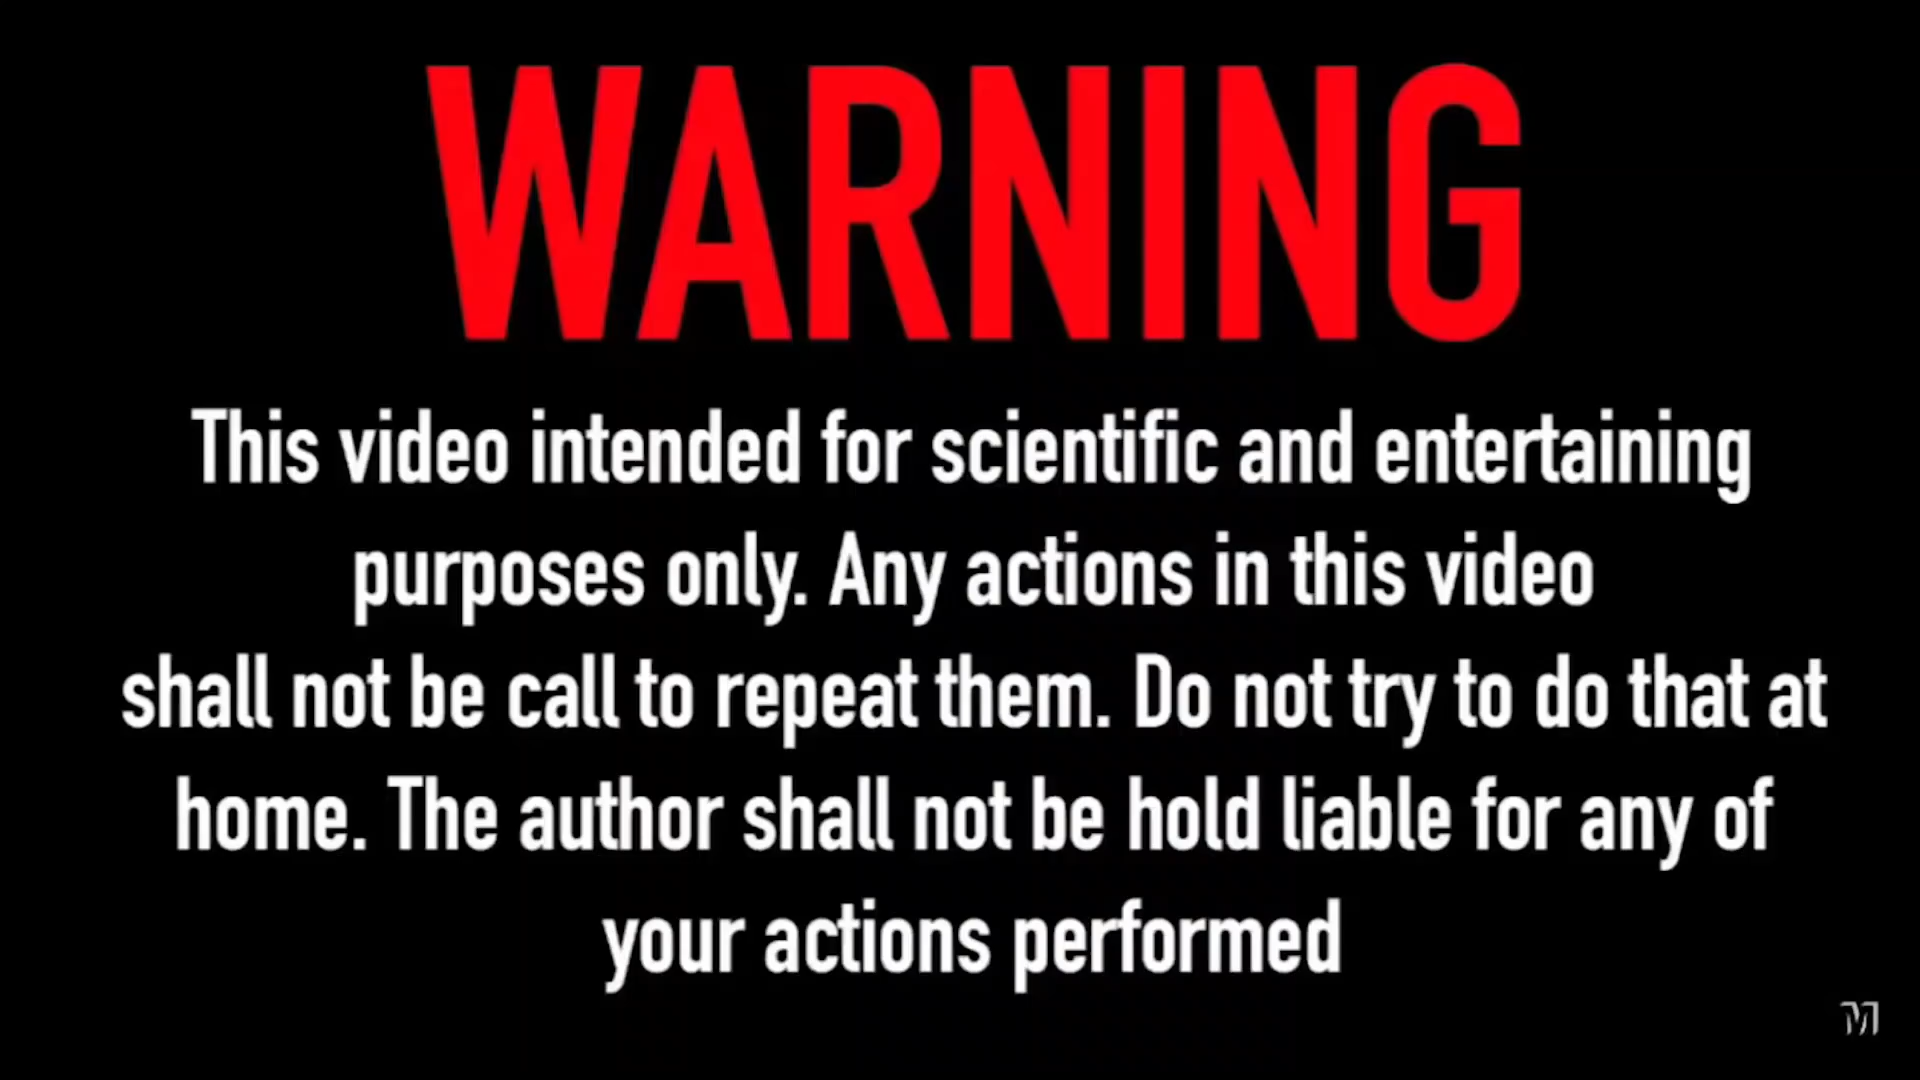 WARNING
This video intended for scientific and entertaining
purposes only. Any actions in this video
shall not be call to repeat them. Do not try to do that at
home. The author shall not be hold liable for any of
your actions performed
M